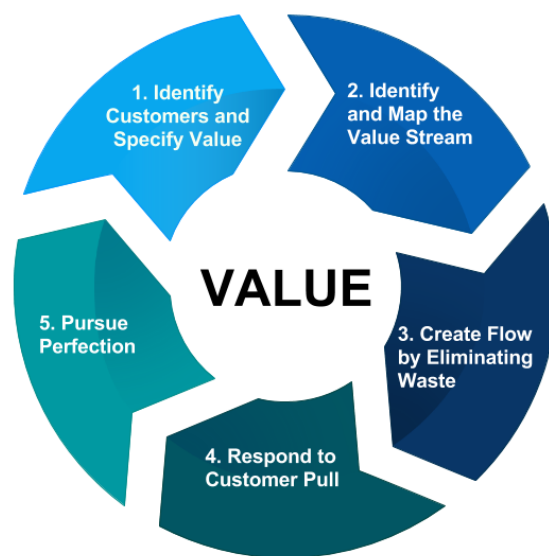 1. Identify
Customers and
Specify Value
2. Identify
and Map the
Value Stream
VALUE
3. Create Flow
by Eliminating
Waste
4. Respond to
Customer Pull
5. Pursue
Perfection